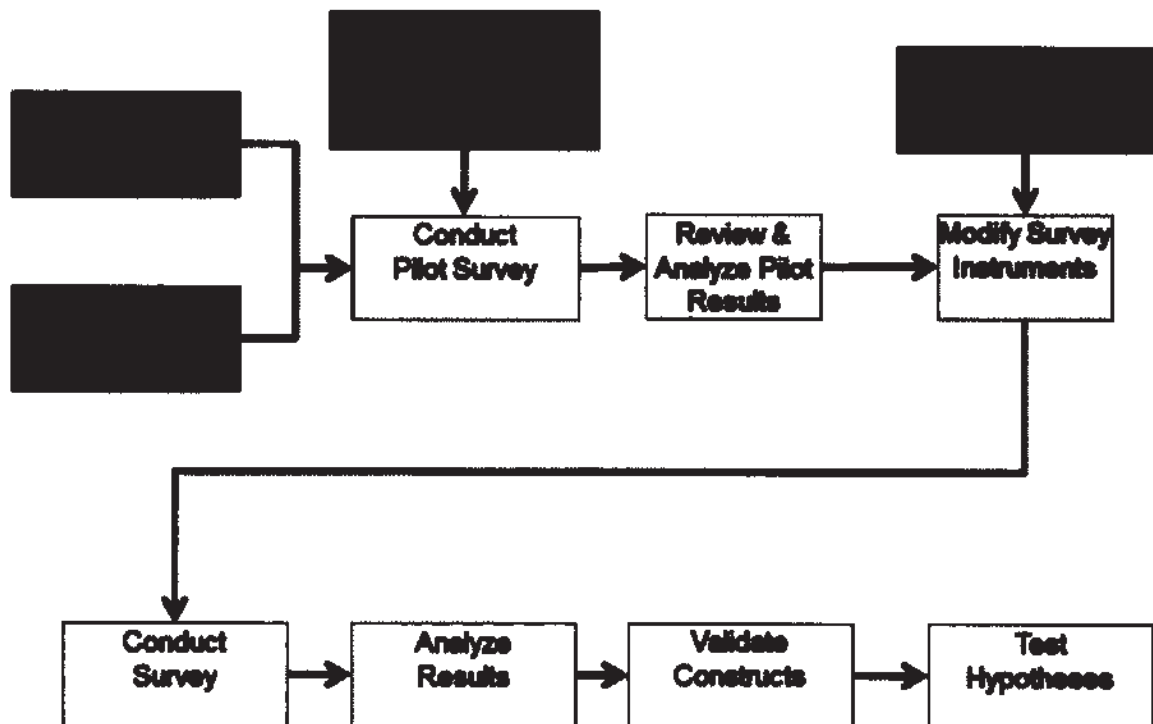 Conduct
Pilot Survey
Review &
Analyze Pilot
Results
Modify Survey
Instruments
Conduct
Survey
Analyze
Results
Validate
Constructs
Test
Hypotheses